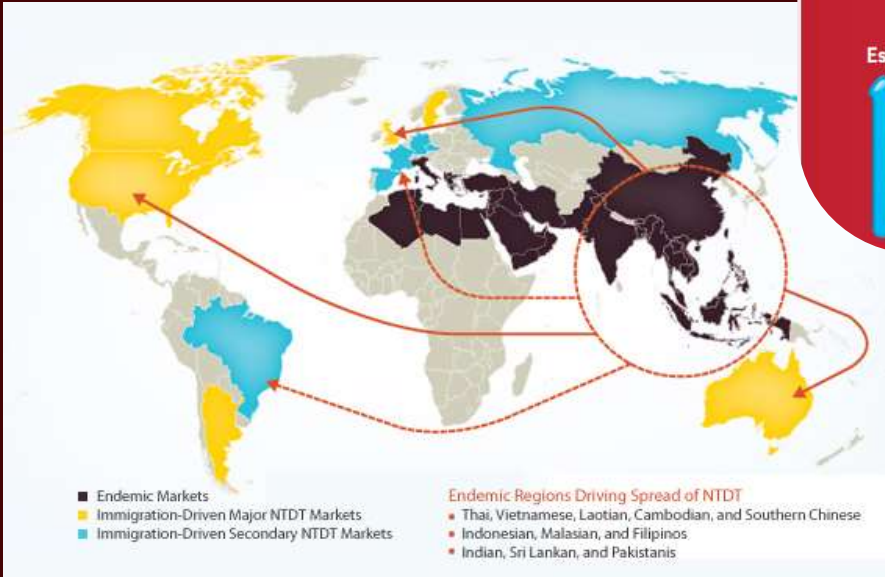 Es
Endemic Markets
Immigration-Driven Major NTDT Markets
Immigration-Driven Secondary NTDT Markets
Endemic Regions Driving Spread of NTDT
Thai, Vietnamese, Laotian, Cambodian, and Southern Chinese
Indonesian, Malasian, and Filipinos
Indian, Sri Lankan, and Pakistanis